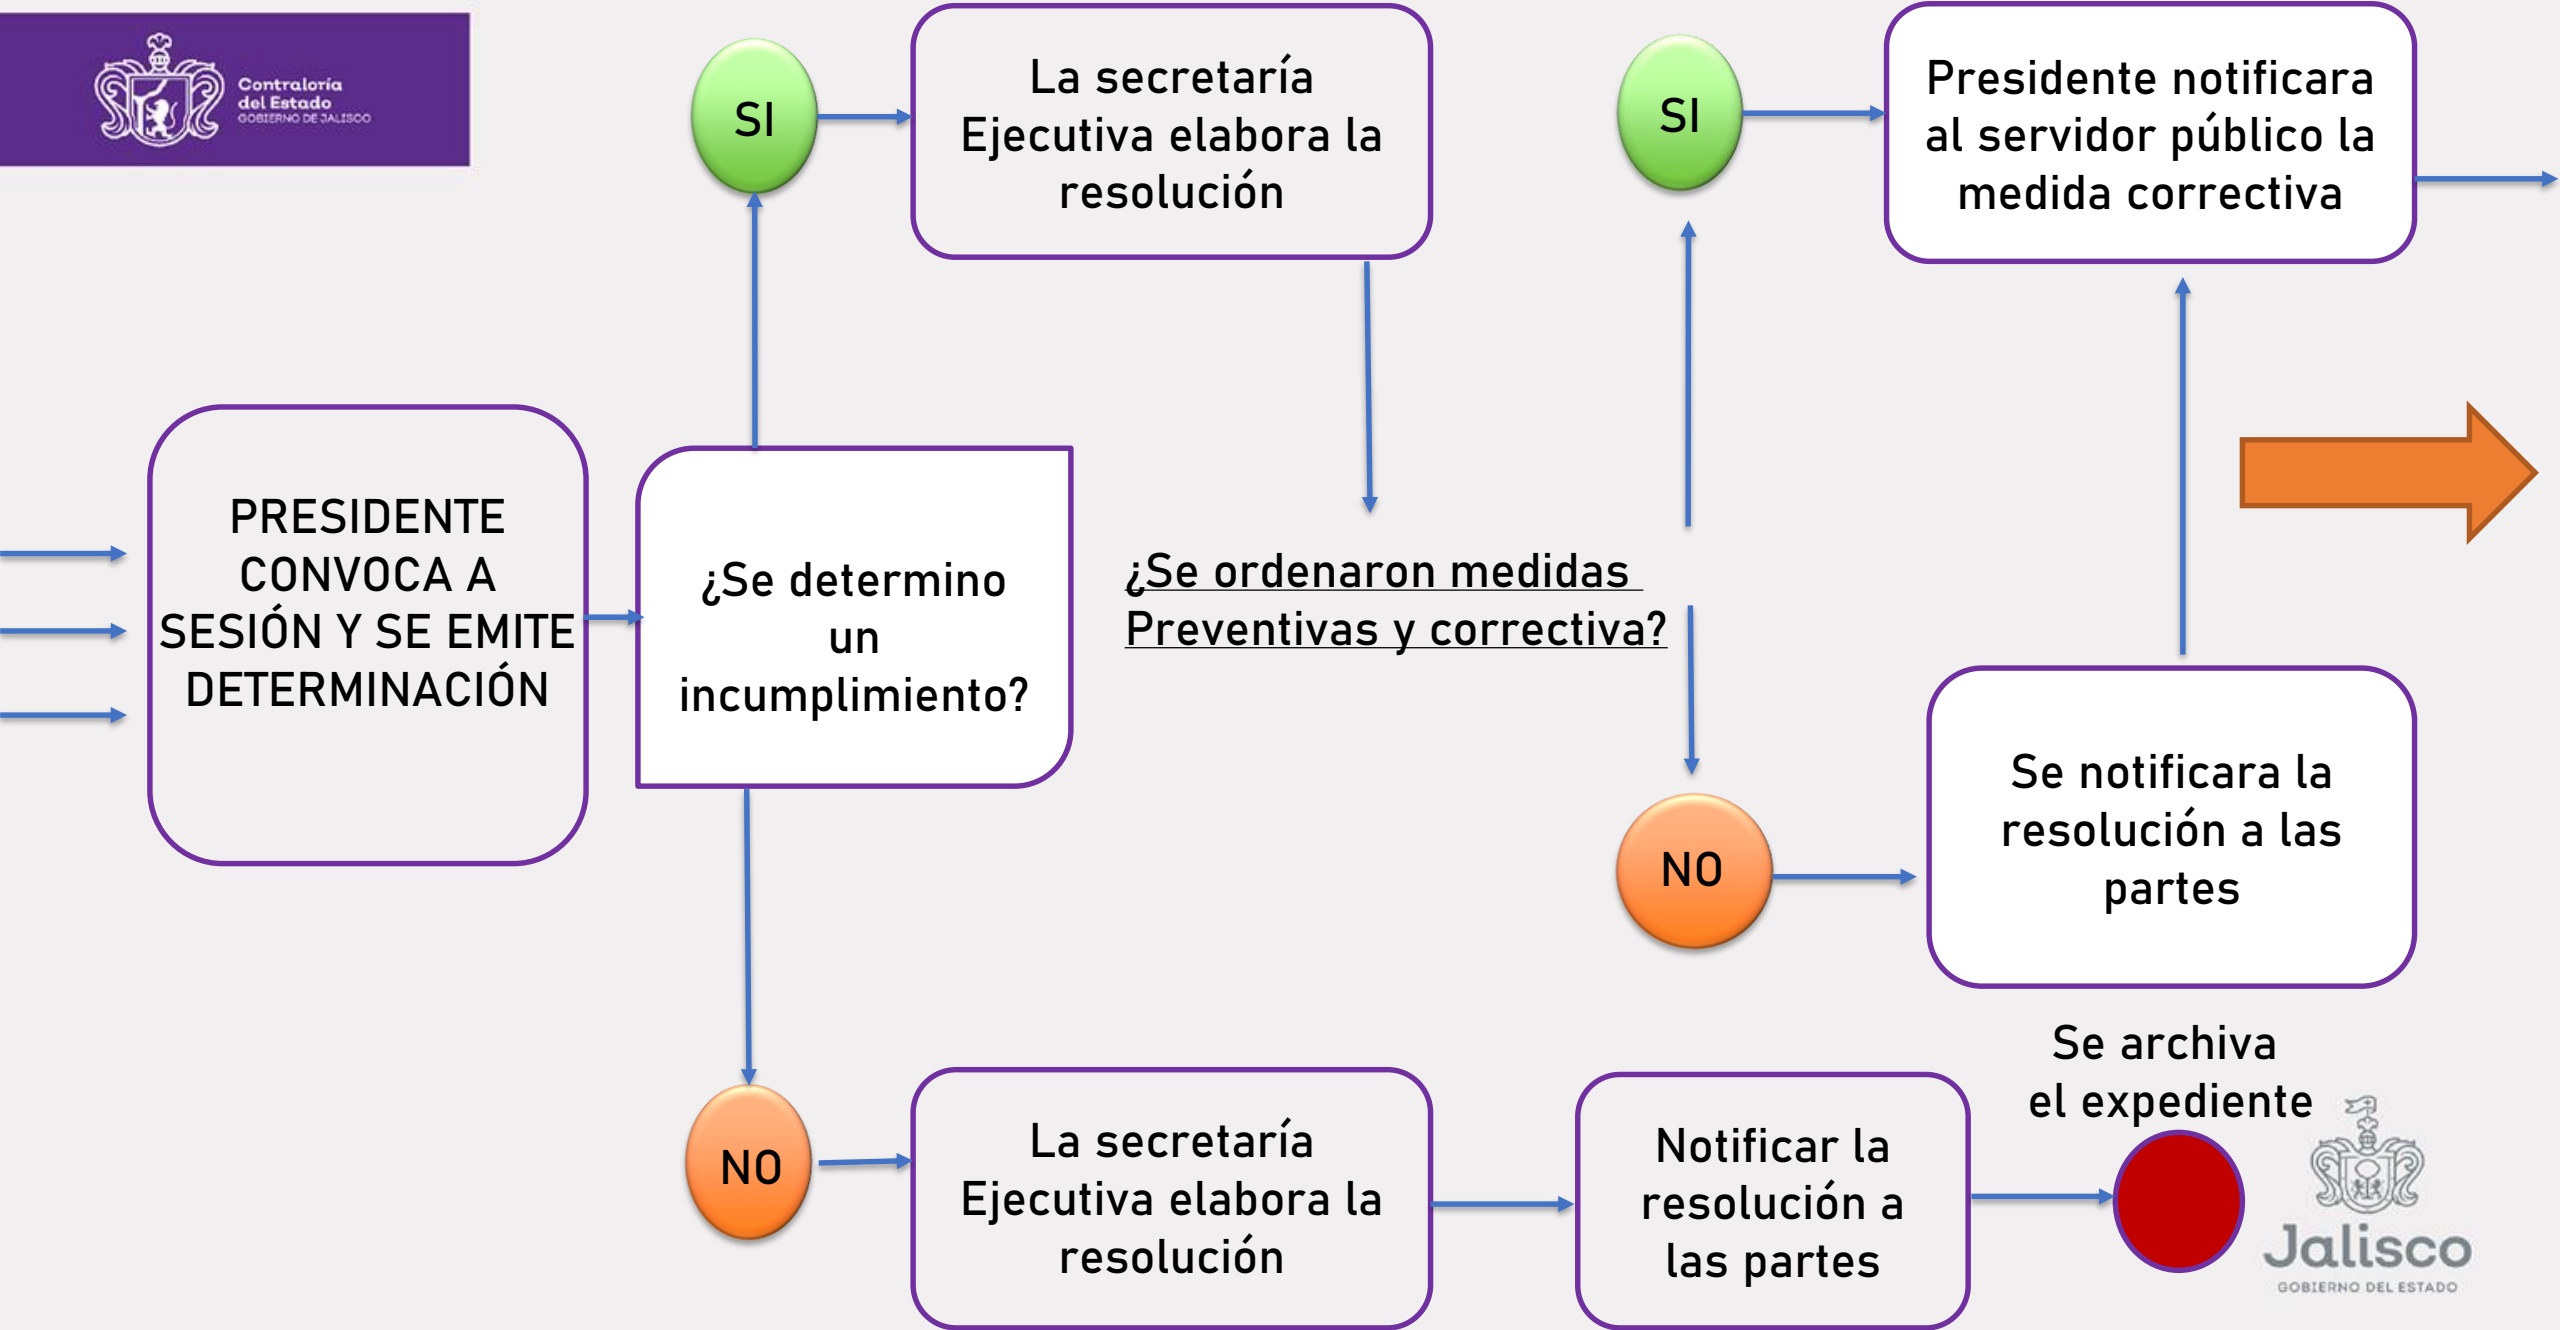 Contraloría
del Estado
GOBIERNO DE JALISCO
SI
La secretaría
Ejecutiva elabora la
resolución
SI
Presidente notificara
al servidor público la
medida correctiva
PRESIDENTE
CONVOCA A
SESIÓN Y SE EMITE
DETERMINACIÓN
¿Se determino
un
incumplimiento?
¿Se ordenaron medidas
Preventivas y correctiva?
NO
Se notificara la
resolución a las
partes
NO
La secretaría
Ejecutiva elabora la
resolución
Notificar la
resolución a
las partes
Se archiva
el expediente
Jalisco
GOBIERNO DEL ESTADO